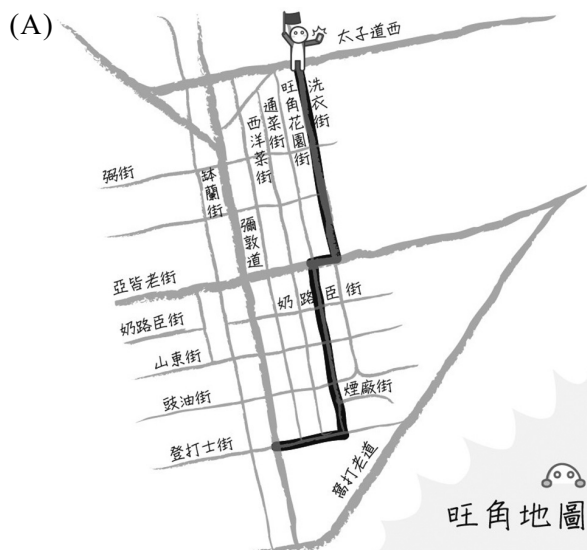 (A)
太子道西
洗衣街
旺角花園街
通菜街
西洋菜街
弼街
缽蘭街
彌敦道
亞皆老街
奶路臣街
奶路臣街
山東街
豉油街
煙廠街
登打士街
窩打老道
旺角地圖